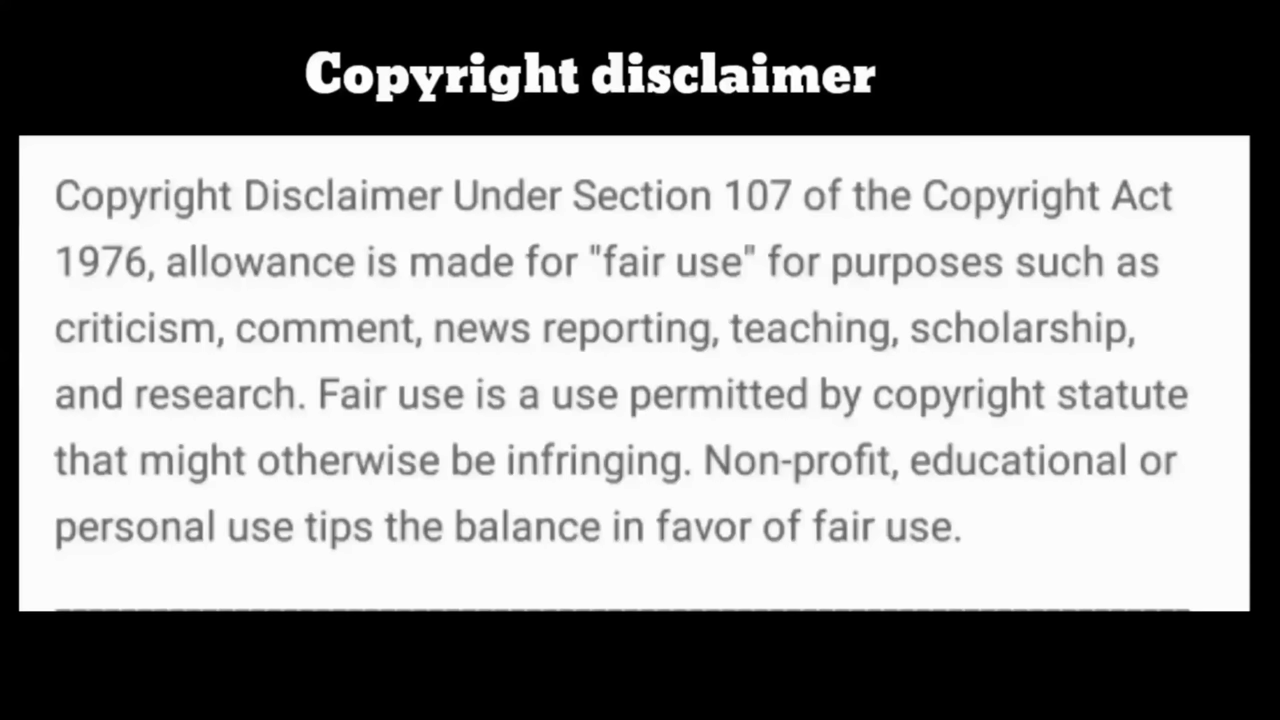 Copyright disclaimer
Copyright Disclaimer Under Section 107 of the Copyright Act
1976, allowance is made for "fair use" for purposes such as
criticism, comment, news reporting, teaching, scholarship,
and research. Fair use is a use permitted by copyright statute
that might otherwise be infringing. Non-profit, educational or
personal use tips the balance in favor of fair use.